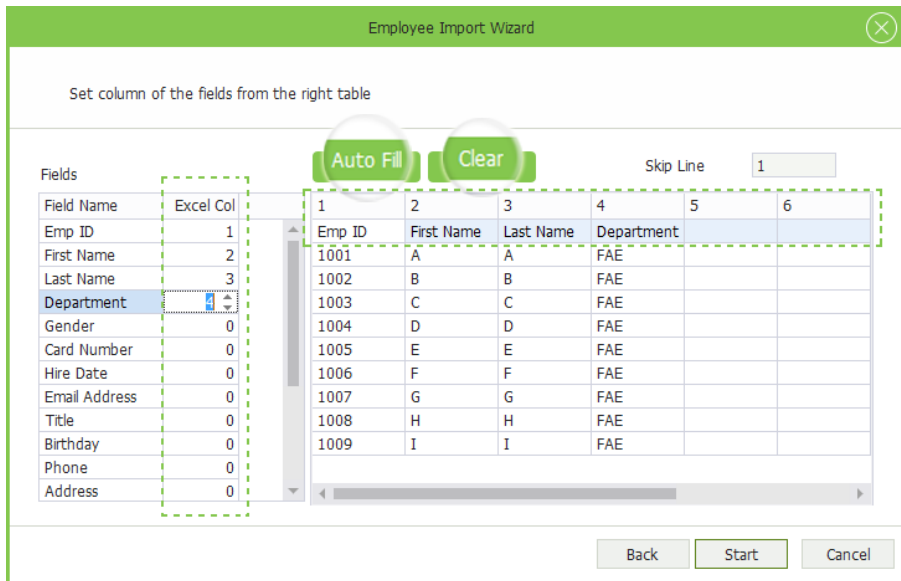 Employee Import Wizard
Set column of the fields from the right table
Auto Fill Clear Skip Line 1
Fields
Field Name Excel Col 1 2 3 4 5 6
Emp ID 1 Emp ID First Name Last Name Department
First Name 2 1001 A A FAE
Last Name 3 1002 B B FAE
Department 4 1003 C C FAE
Gender 0 1004 D D FAE
Card Number 0 1005 E E FAE
Hire Date 0 1006 F F FAE
Email Address 0 1007 G G FAE
Title 0 1008 H H FAE
Birthday 0 1009 I I FAE
Phone 0
Address 0
Back Start Cancel